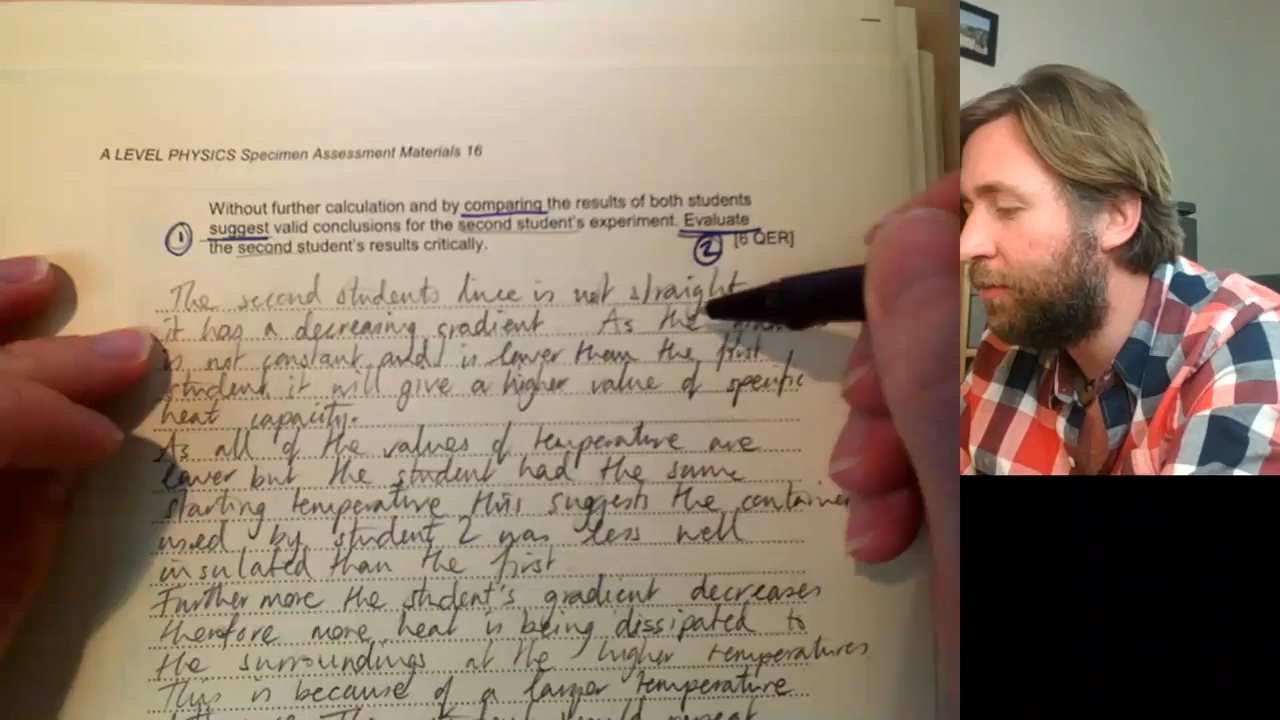 A LEVEL PHYSICS Specimen Assessment Materials 16
Without further calculation and by comparing the results of both students
suggest valid conclusions for the second student's experiment. Evaluate
the second student's results critically. [6 QER]
1
2
The second students line is not straight
it has a decreasing gradient As the
is not constant and is lower than the first
student it will give a higher value of specific
heat capacity.
As all of the values of temperature are
lower but the student had the same
starting temperature this suggests the container
used by student 2 was less well
insulated than the first
Further more the student's gradient decreases
therefore more heat is being dissipated to
the surroundings at the higher temperatures
This is because of a larger temperature